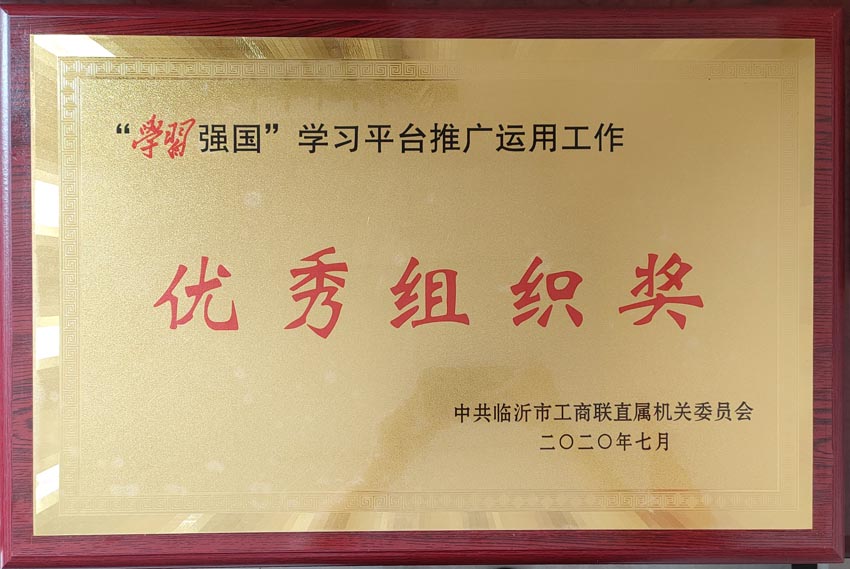 “學習强国”学习平台推广运用工作
优秀组织奖
中共临沂市工商联直属机关委员会
二〇二〇年七月